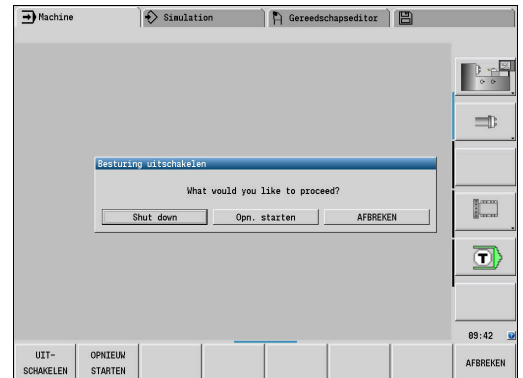 Machine
Simulation
Gereedschapseditor
Besturing uitschakelen
What would you like to proceed?
Shut down
Opn. starten
AFBREKEN
T
09:42
UIT-
SCHAKELEN
OPNIEUW
STARTEN
AFBREKEN